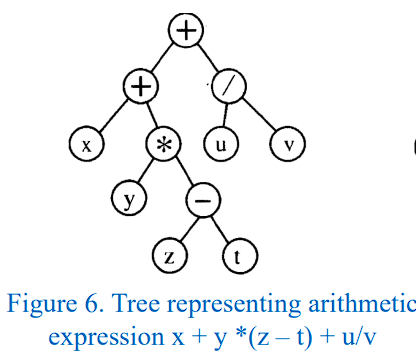 +
+ /
x * u v
y −
z t
Figure 6. Tree representing arithmetic
expression x + y *(z – t) + u/v